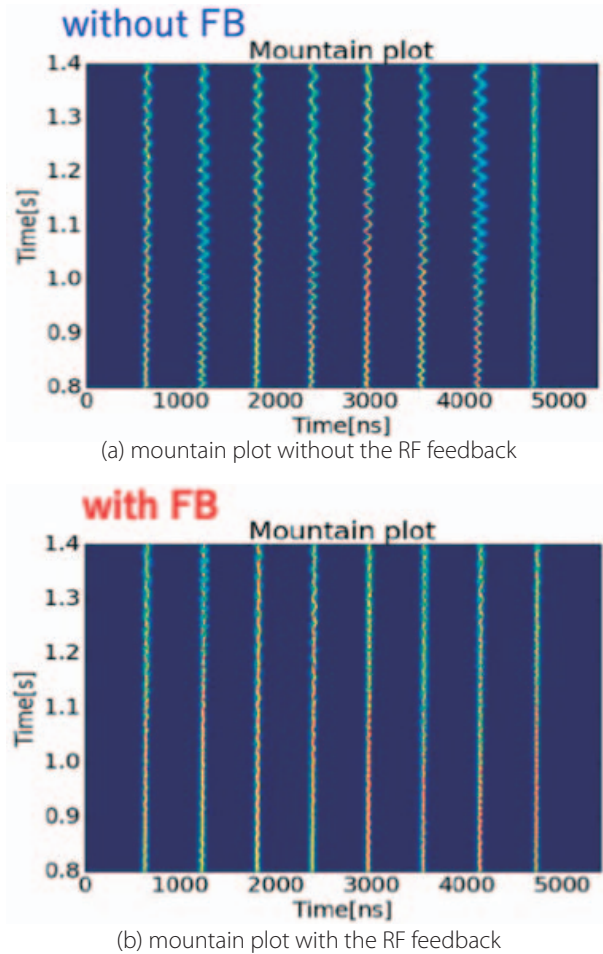 without FB
Mountain plot
1.4
1.3
1.2
1.1
1.0
0.9
0.8
Time[s]
0 1000 2000 3000 4000 5000
Time[ns]
(a) mountain plot without the RF feedback
with FB
Mountain plot
1.4
1.3
1.2
1.1
1.0
0.9
0.8
Time[s]
0 1000 2000 3000 4000 5000
Time[ns]
(b) mountain plot with the RF feedback